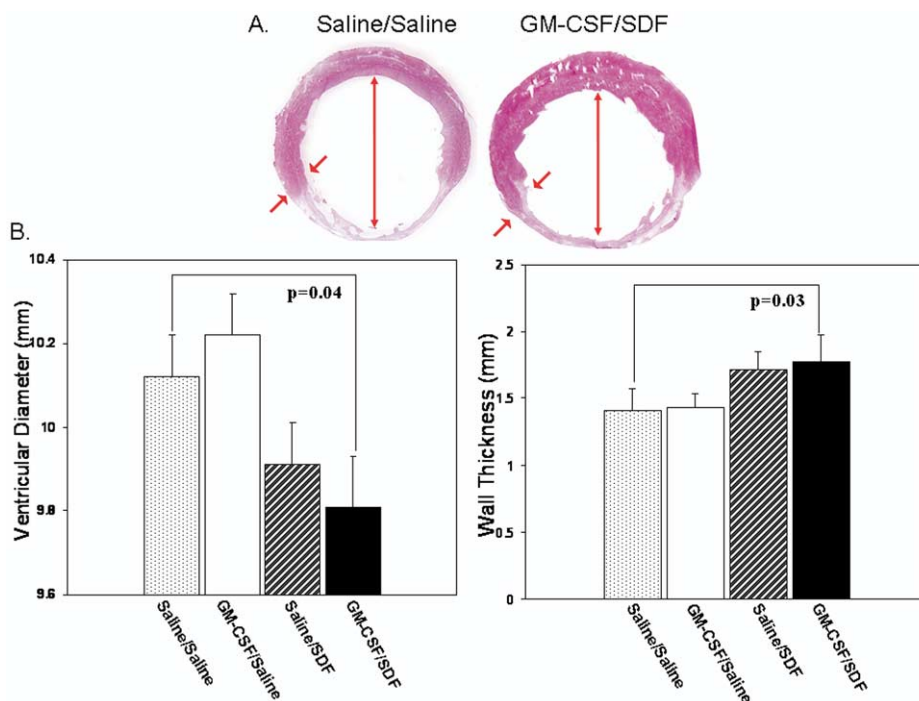 A. Saline/Saline GM-CSF/SDF
B.
Ventricular Diameter (mm)
10.4
10.2
10
9.8
9.6
p=0.04
Saline/Saline
GM-CSF/Saline
Saline/SDF
GM-CSF/SDF
Wall Thickness (mm)
2.5
2
1.5
1
0.5
0
p=0.03
Saline/Saline
GM-CSF/Saline
Saline/SDF
GM-CSF/SDF